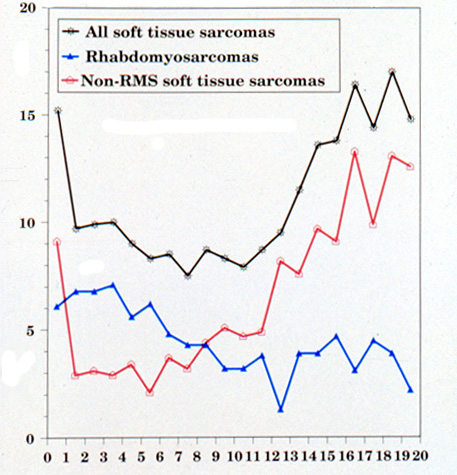 20
All soft tissue sarcomas
Rhabdomyosarcomas
Non-RMS soft tissue sarcomas
15
10
5
0
0 1 2 3 4 5 6 7 8 9 10 11 12 13 14 15 16 17 18 19 20